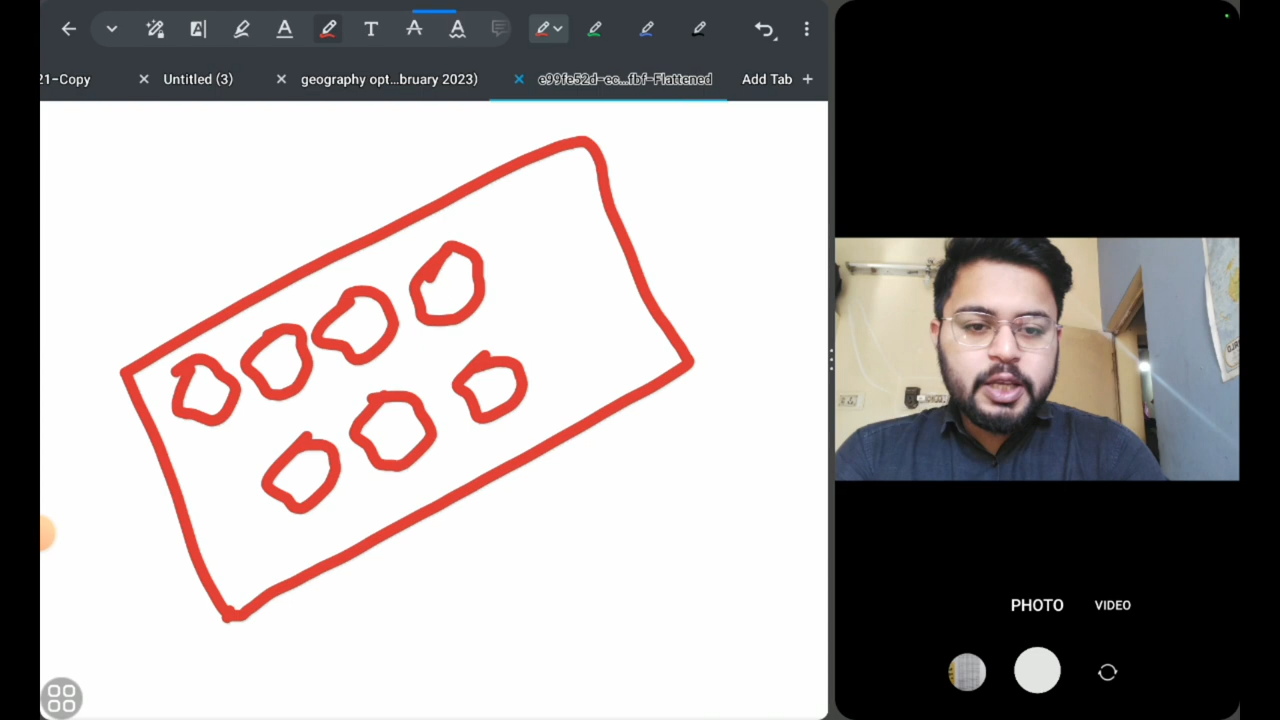 21-Copy
Untitled (3)
geography opt...bruary 2023)
e99fe52d-ec...fbf-Flattened
Add Tab +
PHOTO
VIDEO